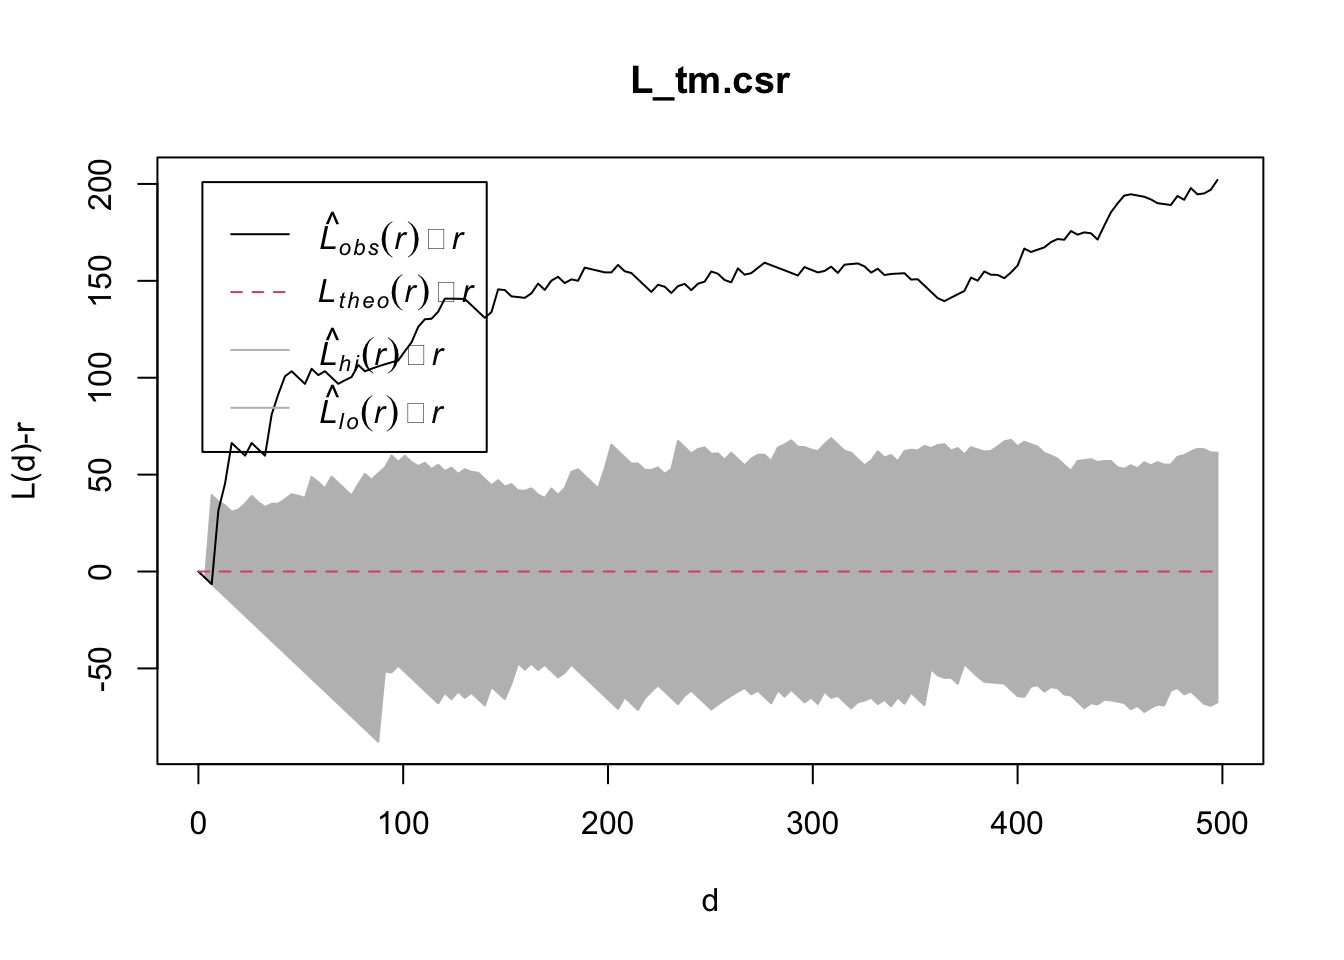 L_tm.csr
L(d)-r
200
150
100
50
0
-50
L̂obs(r) □ r
Ltheo(r) □ r
L̂hi(r) □ r
L̂lo(r) □ r
0 100 200 300 400 500
d